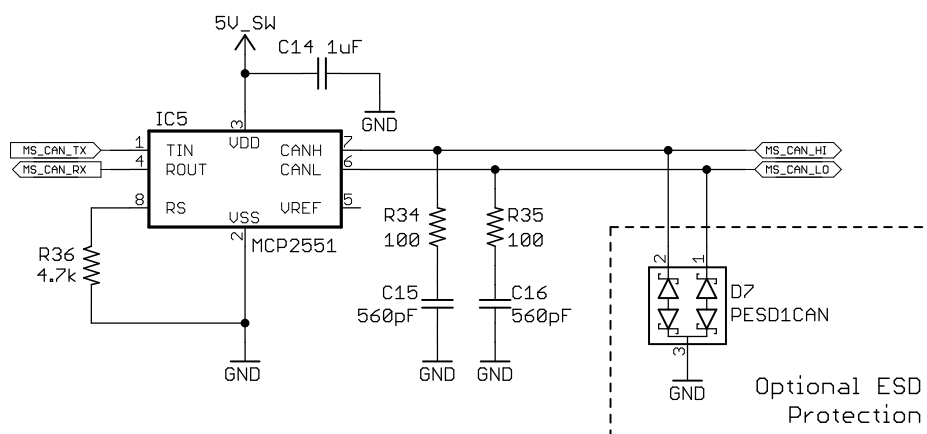 5V_SW
C14 1uF
GND
IC5
3
VDD
MS_CAN_TX
1
TIN
CANH
7
MS_CAN_HI
MS_CAN_RX
4
ROUT
CANL
6
MS_CAN_LO
8
RS
VREF
5
VSS
2
MCP2551
R36
4.7k
R34
100
R35
100
C15
560pF
C16
560pF
2
1
D7
PESD1CAN
3
GND
GND
GND
GND
Optional ESD
Protection